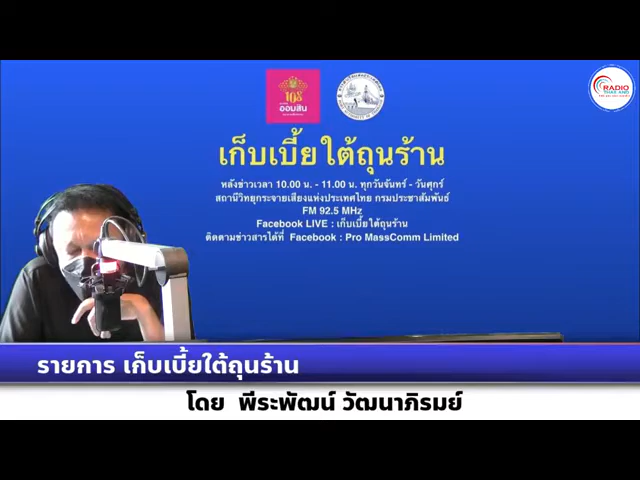 RADIO
THAILAND
108
ออมสิน
เก็บเบี้ยใต้ถุนร้าน
หลังข่าวเวลา 10.00 น. - 11.00 น. ทุกวันจันทร์ - วันศุกร์
สถานีวิทยุกระจายเสียงแห่งประเทศไทย กรมประชาสัมพันธ์
FM 92.5 MHz
Facebook LIVE : เก็บเบี้ยใต้ถุนร้าน
ติดตามข่าวสารได้ที่ Facebook : Pro MassComm Limited
รายการ เก็บเบี้ยใต้ถุนร้าน
โดย พีระพัฒน์ วัฒนาภิรมย์